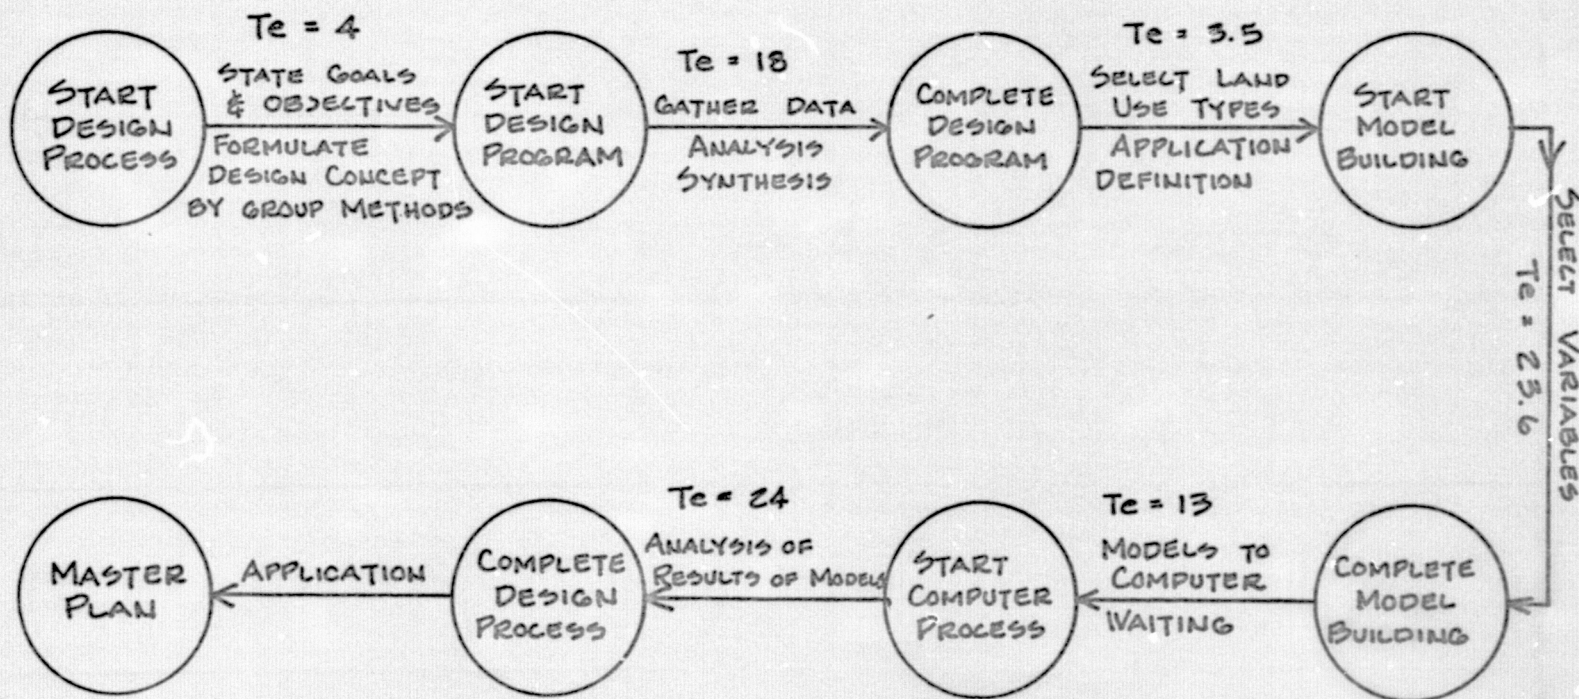 Te = 4
STATE GOALS
& OBJECTIVES
FORMULATE
DESIGN CONCEPT
BY GROUP METHODS
START
DESIGN
PROCESS
START
DESIGN
PROGRAM
Te = 18
GATHER DATA
ANALYSIS
SYNTHESIS
COMPLETE
DESIGN
PROGRAM
Te = 3.5
SELECT LAND
USE TYPES
APPLICATION
DEFINITION
START
MODEL
BUILDING
SELECT VARIABLES
Te = 23.6
COMPLETE
MODEL
BUILDING
Te = 13
MODELS TO
COMPUTER
WAITING
START
COMPUTER
PROCESS
Te = 24
ANALYSIS OF
RESULTS OF MODELS
COMPLETE
DESIGN
PROCESS
APPLICATION
MASTER
PLAN